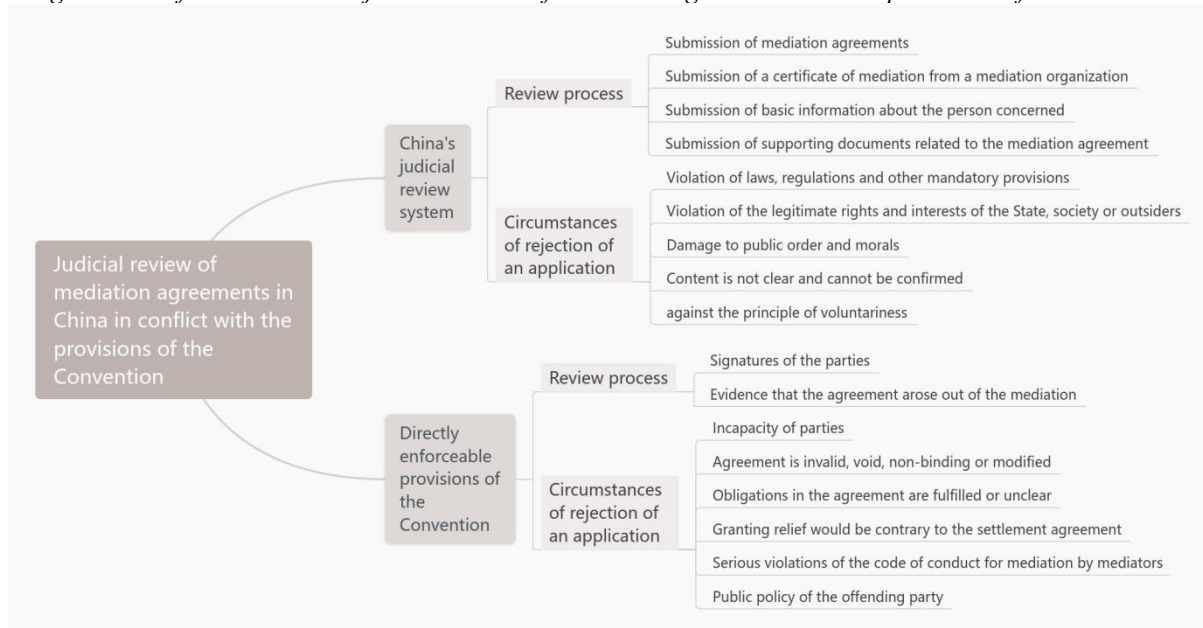 Judicial review of
mediation agreements in
China in conflict with the
provisions of the
Convention
China's
judicial
review
system
Review process
Submission of mediation agreements
Submission of a certificate of mediation from a mediation organization
Submission of basic information about the person concerned
Submission of supporting documents related to the mediation agreement
Circumstances
of rejection of
an application
Violation of laws, regulations and other mandatory provisions
Violation of the legitimate rights and interests of the State, society or outsiders
Damage to public order and morals
Content is not clear and cannot be confirmed
against the principle of voluntariness
Directly
enforceable
provisions of
the
Convention
Review process
Signatures of the parties
Evidence that the agreement arose out of the mediation
Circumstances
of rejection of
an application
Incapacity of parties
Agreement is invalid, void, non-binding or modified
Obligations in the agreement are fulfilled or unclear
Granting relief would be contrary to the settlement agreement
Serious violations of the code of conduct for mediation by mediators
Public policy of the offending party